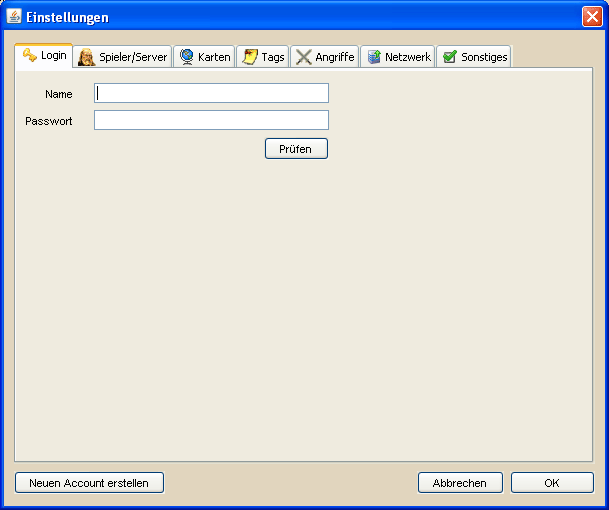 Einstellungen
Login Spieler/Server Karten Tags Angriffe Netzwerk Sonstiges
Name
Passwort
Prüfen
Neuen Account erstellen Abbrechen OK